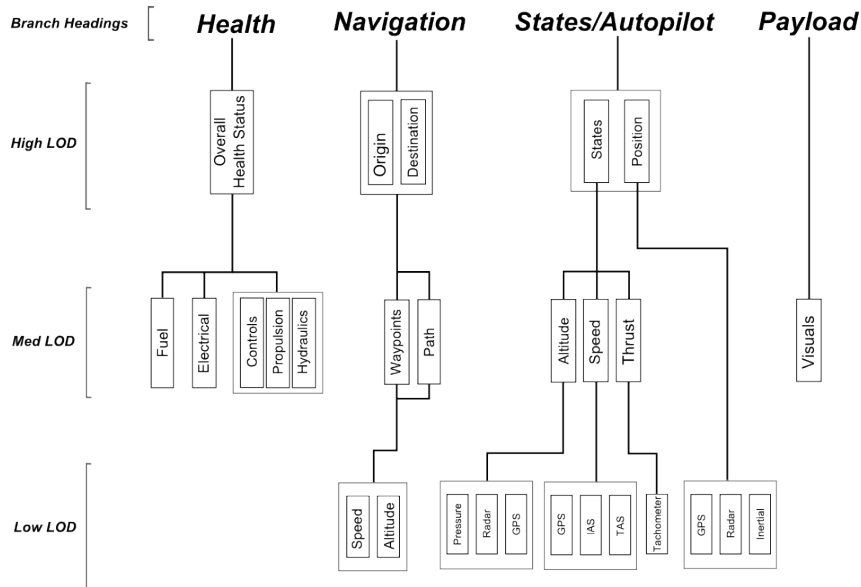 Branch Headings
Health
Navigation
States/Autopilot
Payload
High LOD
Overall
Health Status
Origin
Destination
States
Position
Med LOD
Fuel
Electrical
Controls
Propulsion
Hydraulics
Waypoints
Path
Altitude
Speed
Thrust
Visuals
Low LOD
Speed
Altitude
Pressure
Radar
GPS
GPS
IAS
TAS
Tachometer
GPS
Radar
Inertial